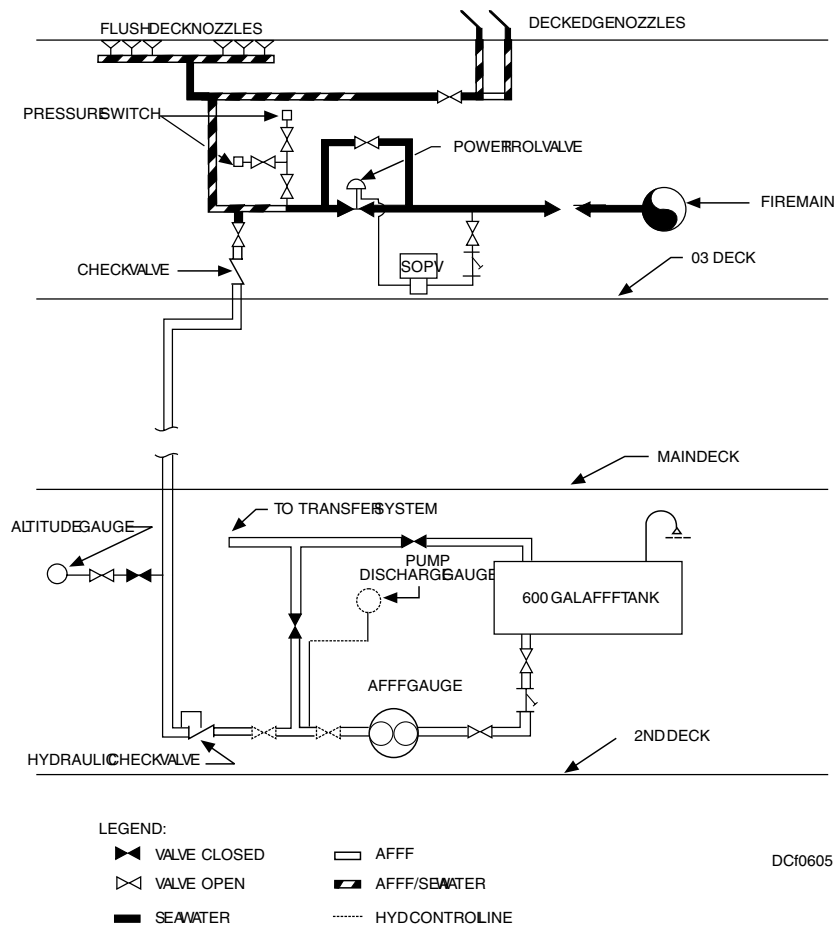 FLUSHDECKNOZZLES
DECKEDGENOZZLES
PRESSURESWITCH
POWERTROLVALVE
FIREMAIN
SOPV
CHECKVALVE
03 DECK
MAINDECK
TO TRANSFERSYSTEM
ALTITUDEGAUGE
PUMP
DISCHARGEGAUGE
600 GALAFFFTANK
AFFFGAUGE
2NDDECK
HYDRAULICCHECKVALVE
LEGEND:
VALVE CLOSED
AFFF
VALVE OPEN
AFFF/SEAWATER
SEAWATER
HYDCONTROLLINE
DCf0605